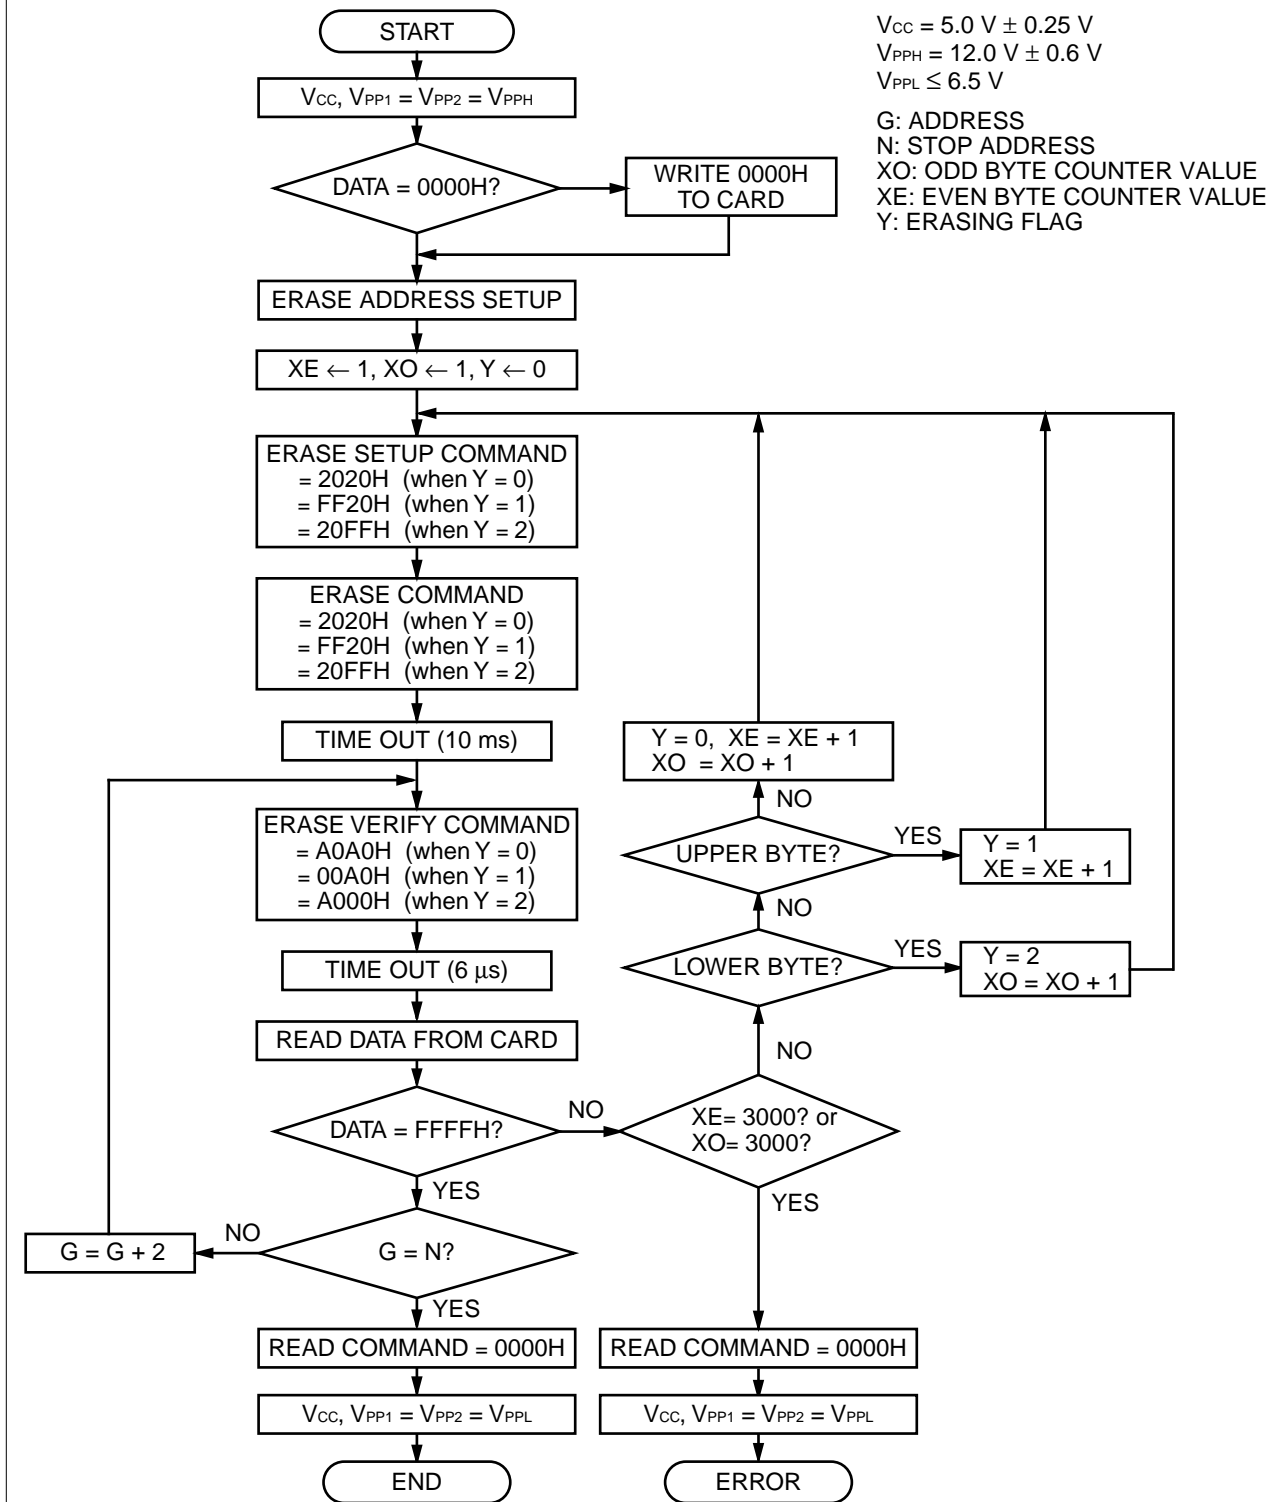 START
VCC = 5.0 V ± 0.25 V
VPPH = 12.0 V ± 0.6 V
VPPL ≤ 6.5 V
G: ADDRESS
N: STOP ADDRESS
XO: ODD BYTE COUNTER VALUE
XE: EVEN BYTE COUNTER VALUE
Y: ERASING FLAG
VCC, VPP1 = VPP2 = VPPH
DATA = 0000H?
WRITE 0000H
TO CARD
ERASE ADDRESS SETUP
XE ← 1, XO ← 1, Y ← 0
ERASE SETUP COMMAND
= 2020H (when Y = 0)
= FF20H (when Y = 1)
= 20FFH (when Y = 2)
ERASE COMMAND
= 2020H (when Y = 0)
= FF20H (when Y = 1)
= 20FFH (when Y = 2)
TIME OUT (10 ms)
ERASE VERIFY COMMAND
= A0A0H (when Y = 0)
= 00A0H (when Y = 1)
= A000H (when Y = 2)
TIME OUT (6 µs)
READ DATA FROM CARD
DATA = FFFFH?
NO
YES
G = N?
NO
G = G + 2
YES
READ COMMAND = 0000H
VCC, VPP1 = VPP2 = VPPL
END
Y = 0, XE = XE + 1
XO = XO + 1
NO
UPPER BYTE?
YES
Y = 1
XE = XE + 1
NO
LOWER BYTE?
YES
Y = 2
XO = XO + 1
NO
XE= 3000? or
XO= 3000?
YES
READ COMMAND = 0000H
VCC, VPP1 = VPP2 = VPPL
ERROR